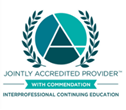 JOINTLY ACCREDITED PROVIDER™
WITH COMMENDATION
INTERPROFESSIONAL CONTINUING EDUCATION